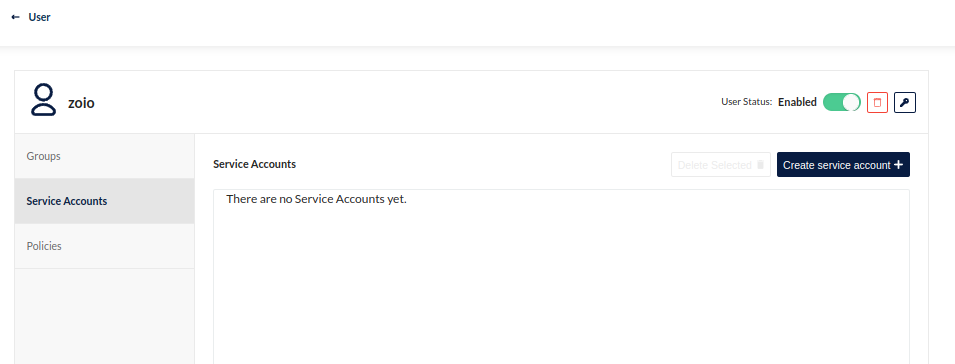 User
zoio
User Status: Enabled
Groups
Service Accounts
Policies
Service Accounts
Delete Selected
Create service account
There are no Service Accounts yet.